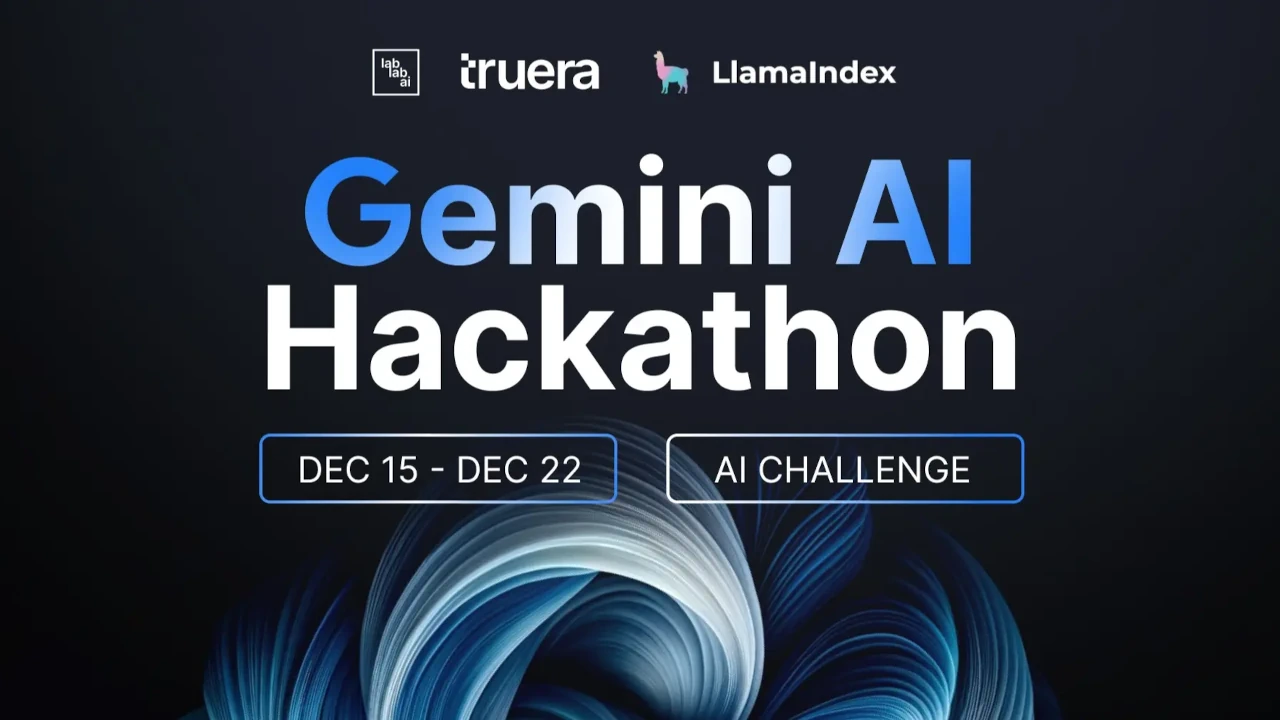 lab
lab
ai
truera
LlamaIndex
Gemini AI
Hackathon
DEC 15 - DEC 22
AI CHALLENGE